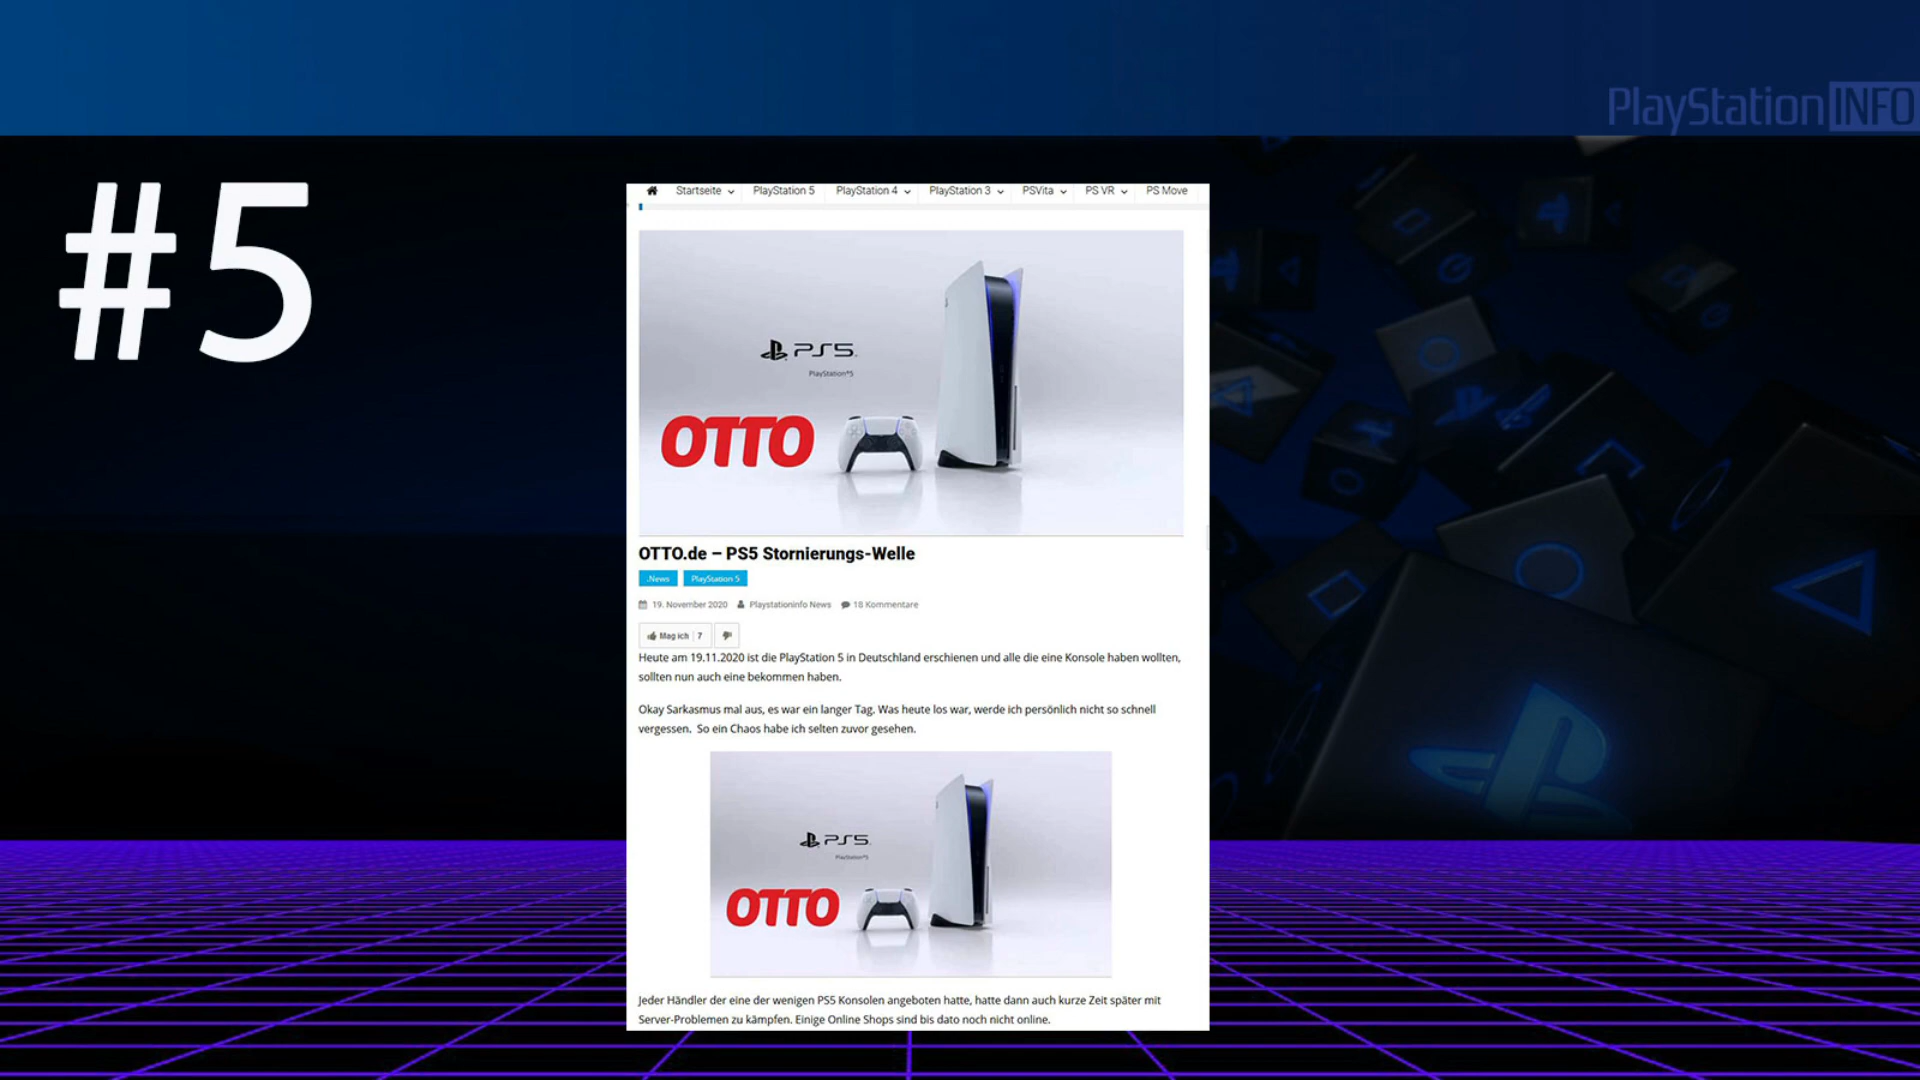 PlayStation INFO
#5
Startseite PlayStation 5 PlayStation 4 PlayStation 3 PSVita PS VR PS Move
PS5
PlayStation®5
OTTO
OTTO.de – PS5 Stornierungs-Welle
.News PlayStation 5
19. November 2020 Playstationinfo News 18 Kommentare
Mag ich 7
Heute am 19.11.2020 ist die PlayStation 5 in Deutschland erschienen und alle die eine Konsole haben wollten,
sollten nun auch eine bekommen haben.
Okay Sarkasmus mal aus, es war ein langer Tag. Was heute los war, werde ich persönlich nicht so schnell
vergessen. So ein Chaos habe ich selten zuvor gesehen.
PS5
PlayStation®5
OTTO
Jeder Händler der eine der wenigen PS5 Konsolen angeboten hatte, hatte dann auch kurze Zeit später mit
Server-Problemen zu kämpfen. Einige Online Shops sind bis dato noch nicht online.